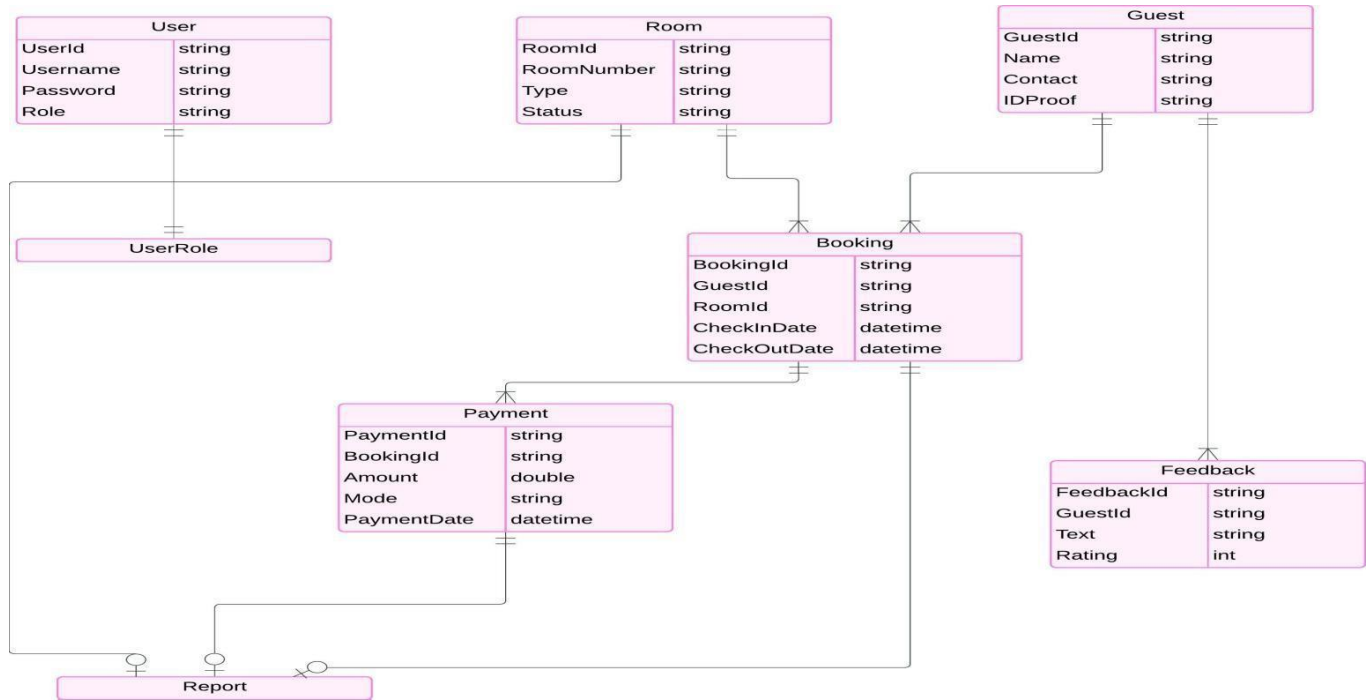 User
UserId string
Username string
Password string
Role string
Room
RoomId string
RoomNumber string
Type string
Status string
Guest
GuestId string
Name string
Contact string
IDProof string
UserRole
Booking
BookingId string
GuestId string
RoomId string
CheckInDate datetime
CheckOutDate datetime
Payment
PaymentId string
BookingId string
Amount double
Mode string
PaymentDate datetime
Feedback
FeedbackId string
GuestId string
Text string
Rating int
Report